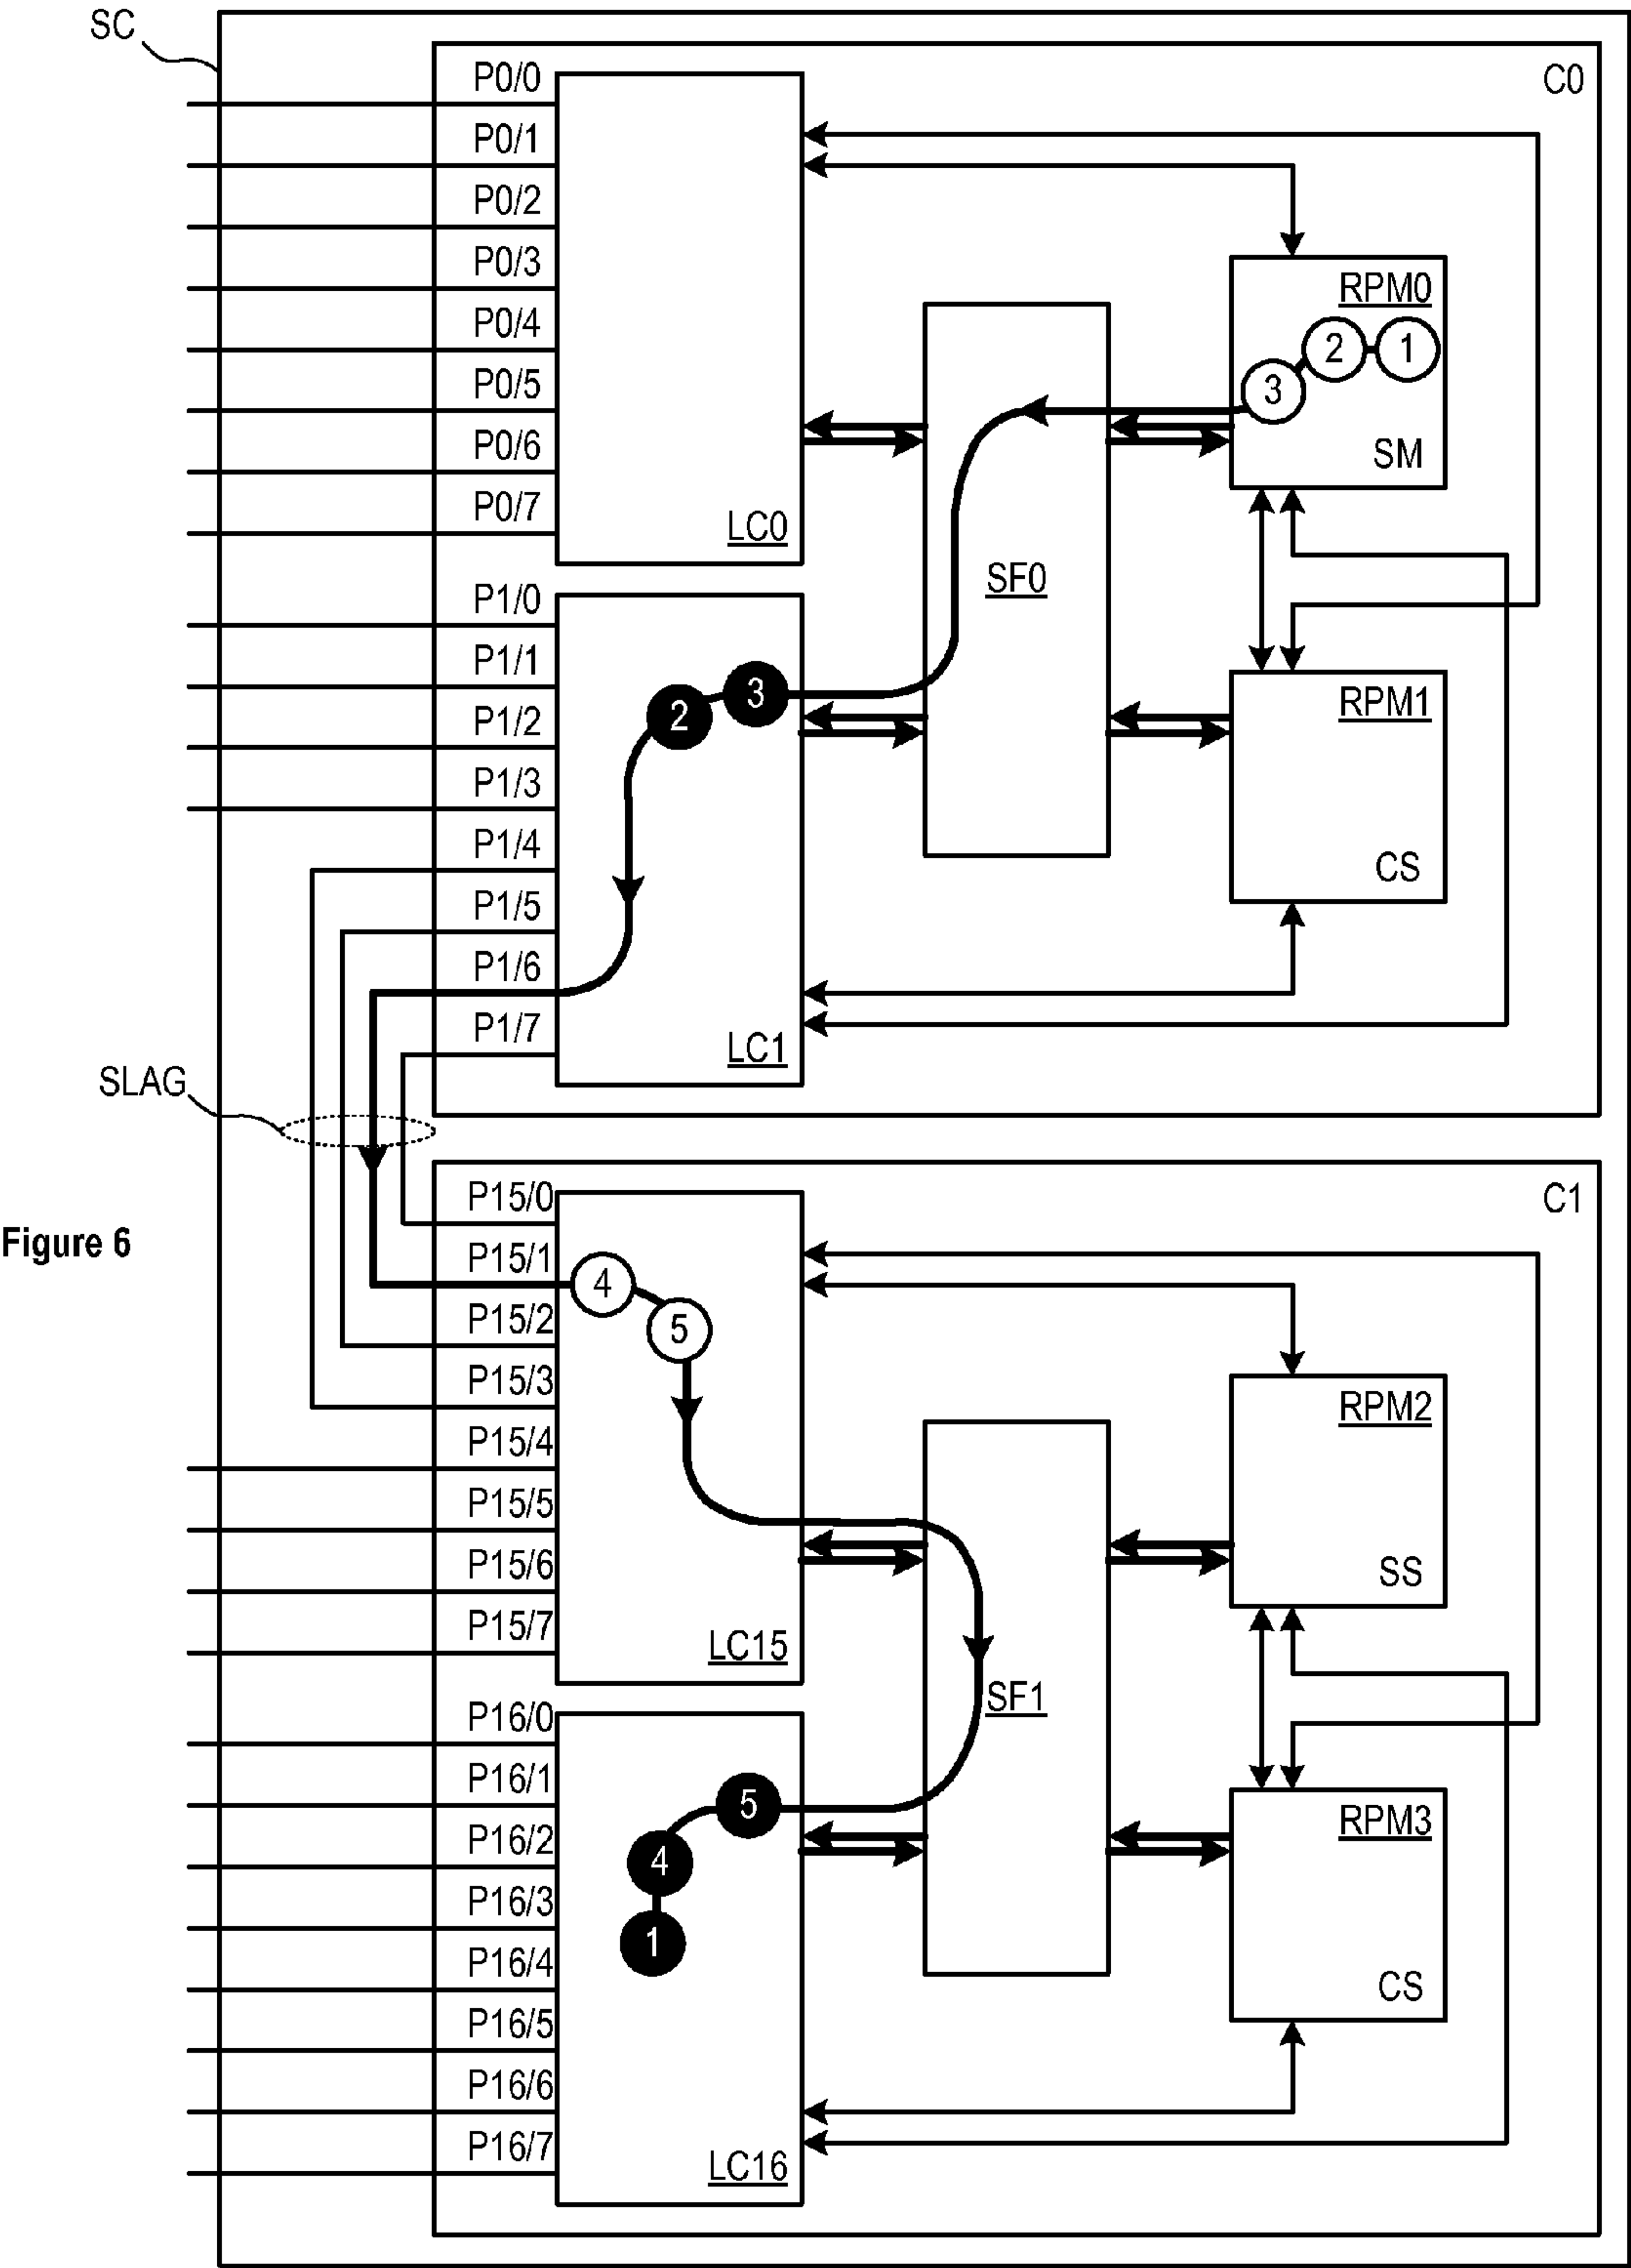 SC
C0
P0/0
P0/1
P0/2
P0/3
P0/4
P0/5
P0/6
P0/7
LC0
RPM0
2 1
3
SM
SF0
P1/0
P1/1
P1/2
P1/3
P1/4
P1/5
P1/6
P1/7
3
2
LC1
RPM1
CS
SLAG
Figure 6
C1
P15/0
P15/1
P15/2
P15/3
P15/4
P15/5
P15/6
P15/7
4
5
LC15
RPM2
SS
SF1
P16/0
P16/1
P16/2
P16/3
P16/4
P16/5
P16/6
P16/7
5
4
1
LC16
RPM3
CS